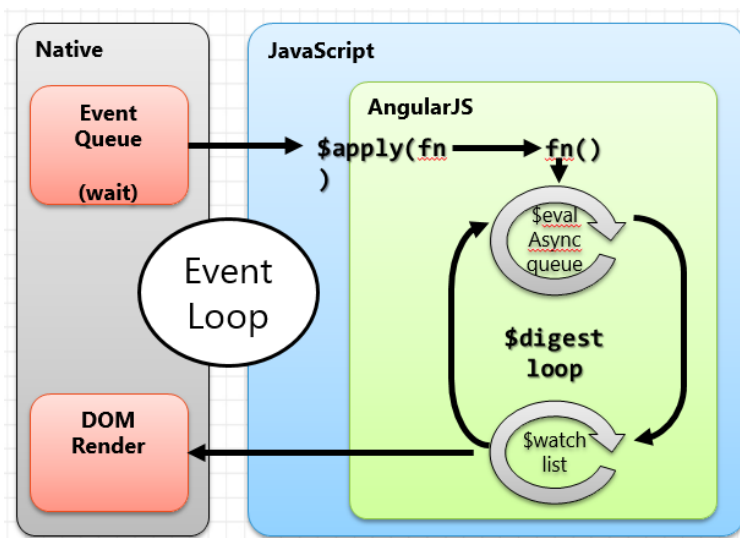 Native
Event
Queue
(wait)
Event
Loop
DOM
Render
JavaScript
AngularJS
$apply(fn
)
fn()
$eval
Async
queue
$digest
loop
$watch
list